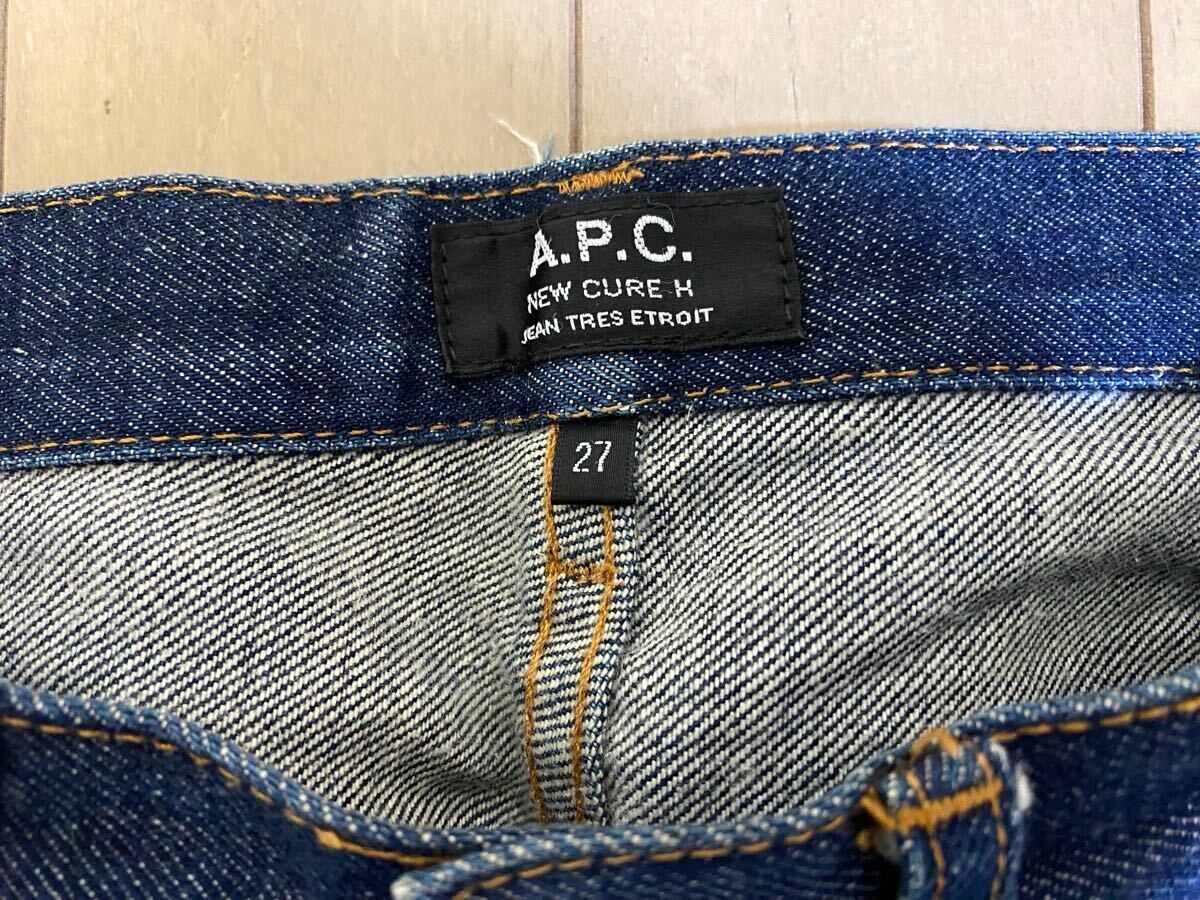 A.P.C.
NEW CURE H
JEAN TRES ETROIT
27